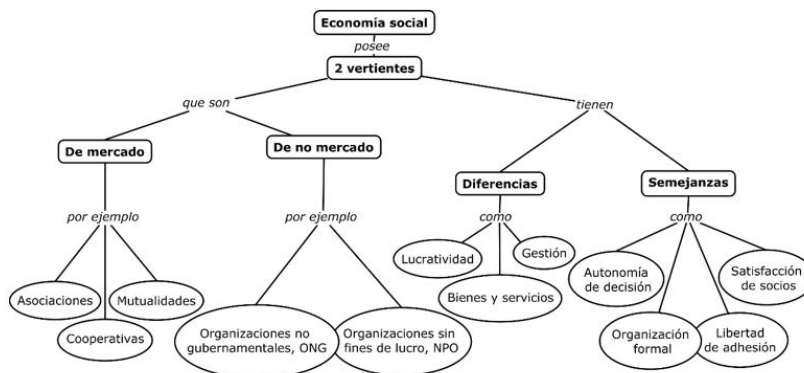 Economía social
posee
2 vertientes
que son
tienen
De mercado
De no mercado
Diferencias
Semejanzas
por ejemplo
por ejemplo
como
como
Lucratividad
Gestión
Bienes y servicios
Autonomía
de decisión
Satisfacción
de socios
Asociaciones
Mutualidades
Cooperativas
Organizaciones no
gubernamentales, ONG
Organizaciones sin
fines de lucro, NPO
Organización
formal
Libertad
de adhesión